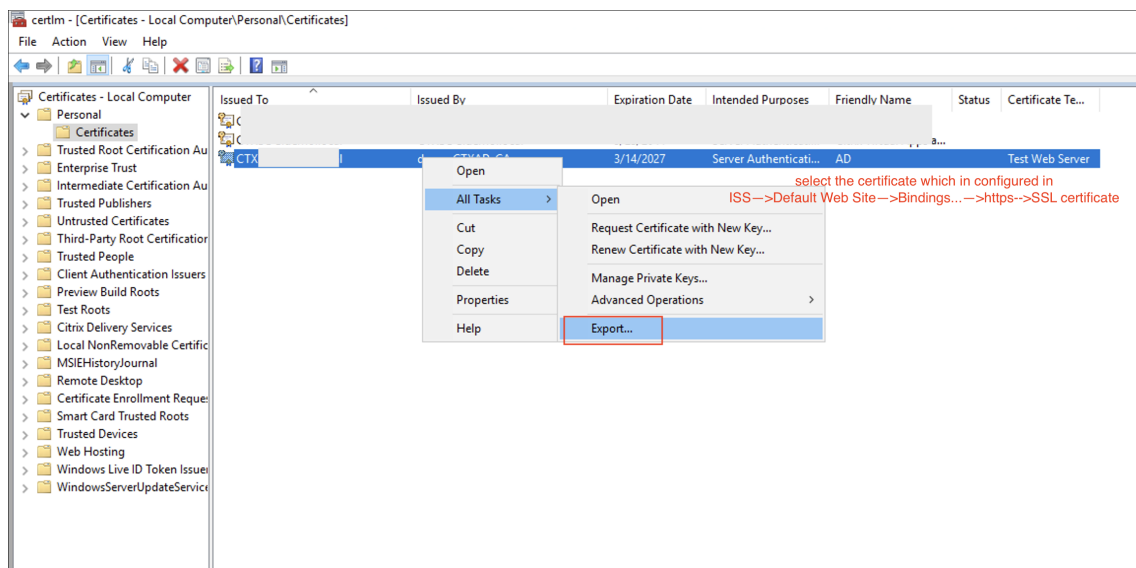 certlm - [Certificates - Local Computer\Personal\Certificates]
File Action View Help
Certificates - Local Computer
Personal
Certificates
Trusted Root Certification Au
Enterprise Trust
Intermediate Certification Au
Trusted Publishers
Untrusted Certificates
Third-Party Root Certification
Trusted People
Client Authentication Issuers
Preview Build Roots
Test Roots
Citrix Delivery Services
Local NonRemovable Certific
MSIEHistoryJournal
Remote Desktop
Certificate Enrollment Reques
Smart Card Trusted Roots
Trusted Devices
Web Hosting
Windows Live ID Token Issuer
WindowsServerUpdateService
Issued To Issued By Expiration Date Intended Purposes Friendly Name Status Certificate Te...
CTX 3/14/2027 Server Authenticati... AD Test Web Server
select the certificate which in configured in
ISS—>Default Web Site—>Bindings...—>https-->SSL certificate
Open
All Tasks >
Cut
Copy
Delete
Properties
Help
Open
Request Certificate with New Key...
Renew Certificate with New Key...
Manage Private Keys...
Advanced Operations >
Export...